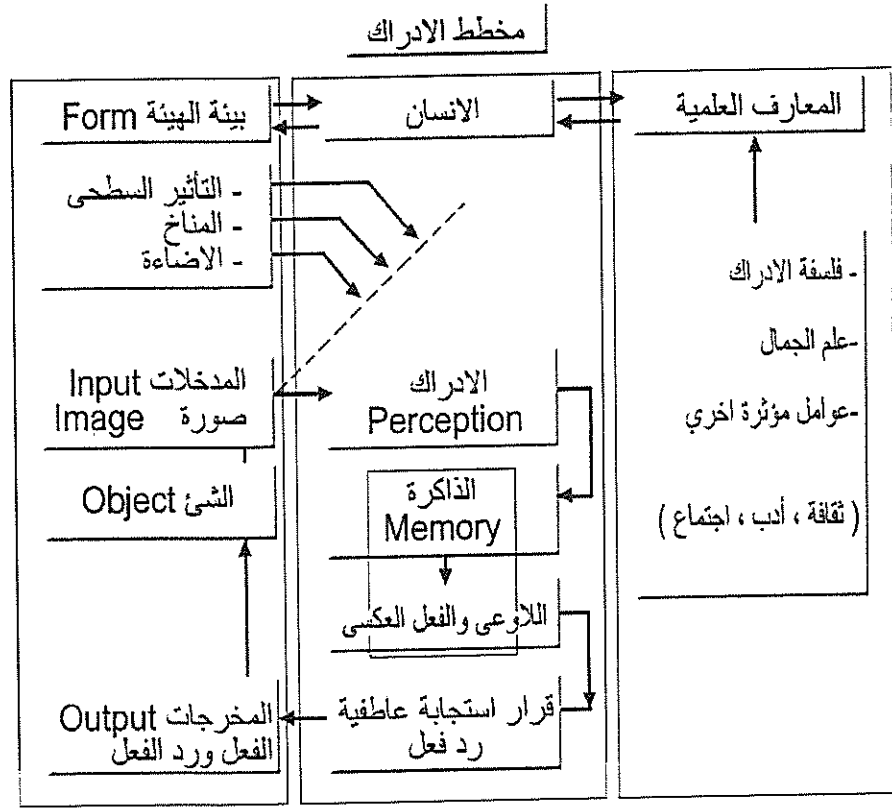 مخطط الادراك
المعارف العلمية
الانسان
بيئة الهيئة Form
- التأثير السطحى
- المناخ
- الاضاءة
- فلسفة الادراك
-علم الجمال
-عوامل مؤثرة اخري
( ثقافة ، أدب ، اجتماع )
المدخلات Input
صورة Image
الادراك
Perception
الشئ Object
الذاكرة
Memory
اللاوعى والفعل العكسى
قرار استجابة عاطفية
رد فعل
المخرجات Output
الفعل ورد الفعل